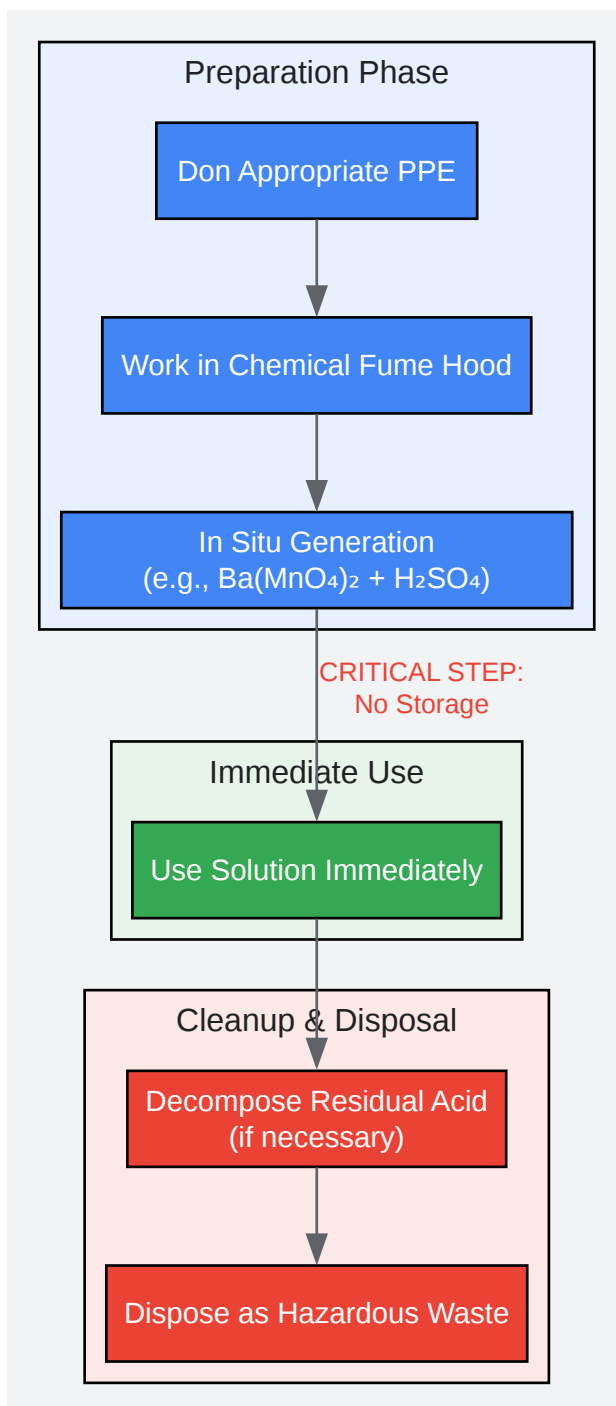 Preparation Phase
Don Appropriate PPE
Work in Chemical Fume Hood
In Situ Generation
(e.g., Ba(MnO₄)₂ + H₂SO₄)
CRITICAL STEP:
No Storage
Immediate Use
Use Solution Immediately
Cleanup & Disposal
Decompose Residual Acid
(if necessary)
Dispose as Hazardous Waste